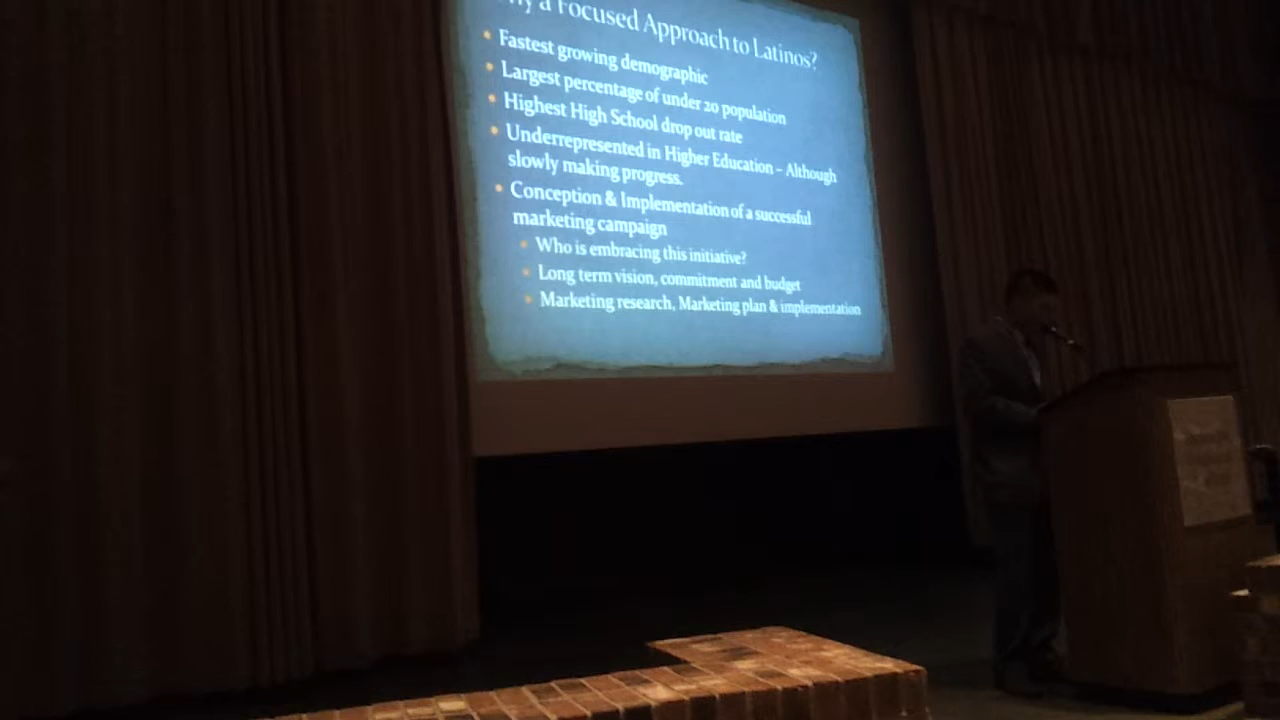 a Focused Approach to Latinos?
Fastest growing demographic
Largest percentage of under 20 population
Highest High School drop out rate
Underrepresented in Higher Education – Although
slowly making progress.
Conception & Implementation of a successful
marketing campaign
Who is embracing this initiative?
Long term vision, commitment and budget
Marketing research, Marketing plan & implementation